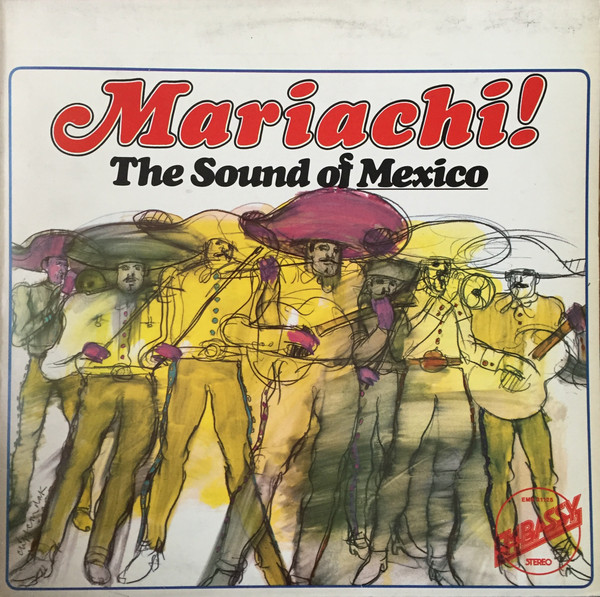 Mariachi!
The Sound of Mexico
EMBASSY
STEREO